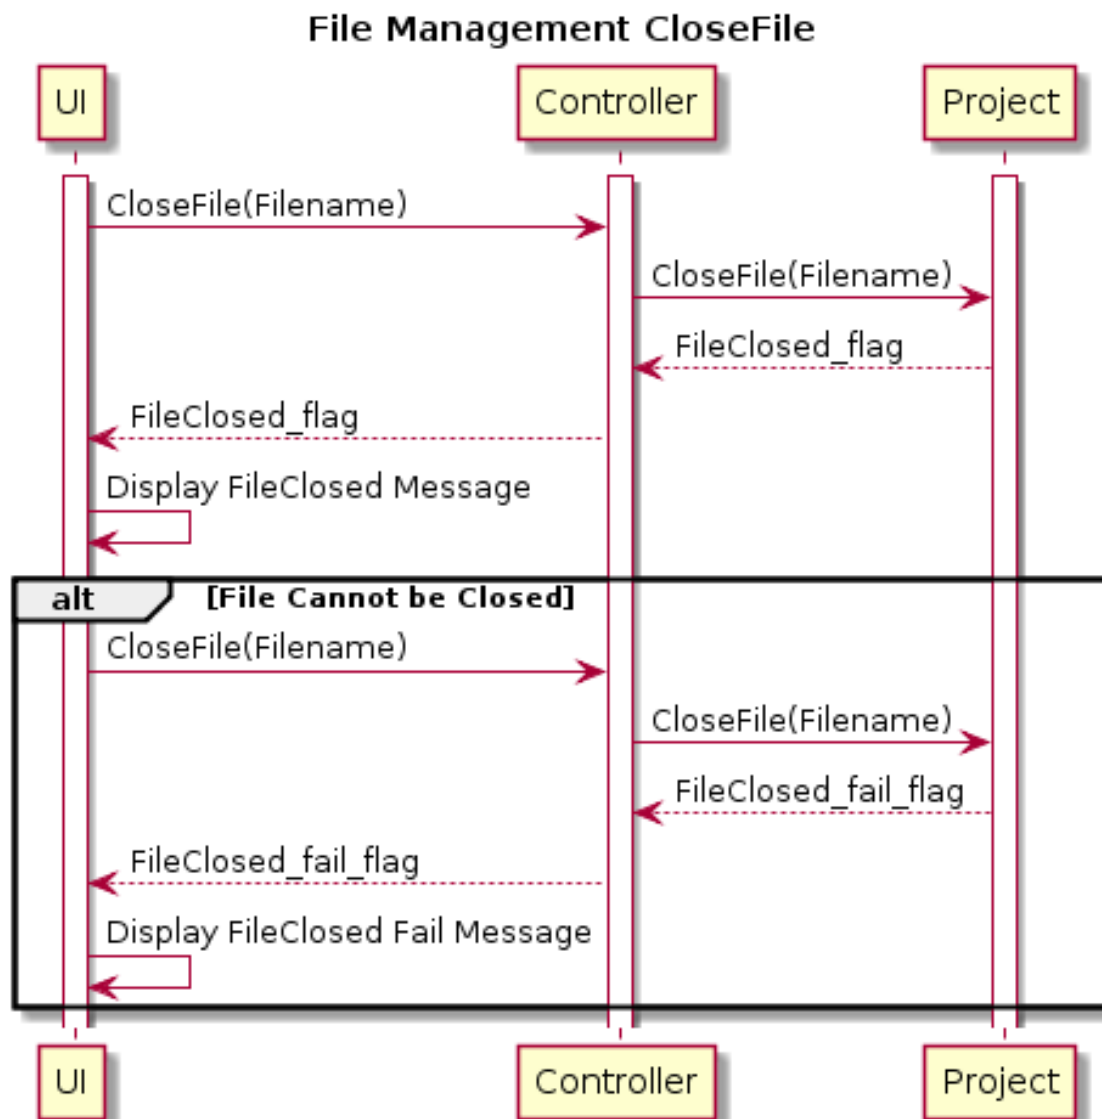 File Management CloseFile
UI Controller Project
CloseFile(Filename)
CloseFile(Filename)
FileClosed_flag
FileClosed_flag
Display FileClosed Message
alt [File Cannot be Closed]
CloseFile(Filename)
CloseFile(Filename)
FileClosed_fail_flag
FileClosed_fail_flag
Display FileClosed Fail Message
UI Controller Project